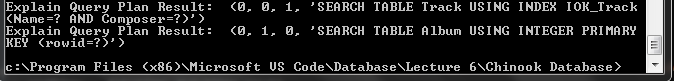 Explain Query Plan Result:  (0, 0, 1, 'SEARCH TABLE Track USING INDEX IOK_Track
(Name=? AND Composer=?)')
Explain Query Plan Result:  (0, 1, 0, 'SEARCH TABLE Album USING INTEGER PRIMARY
KEY (rowid=?)')
c:\Program Files (x86)\Microsoft VS Code\Database\Lecture 6\Chinook Database>